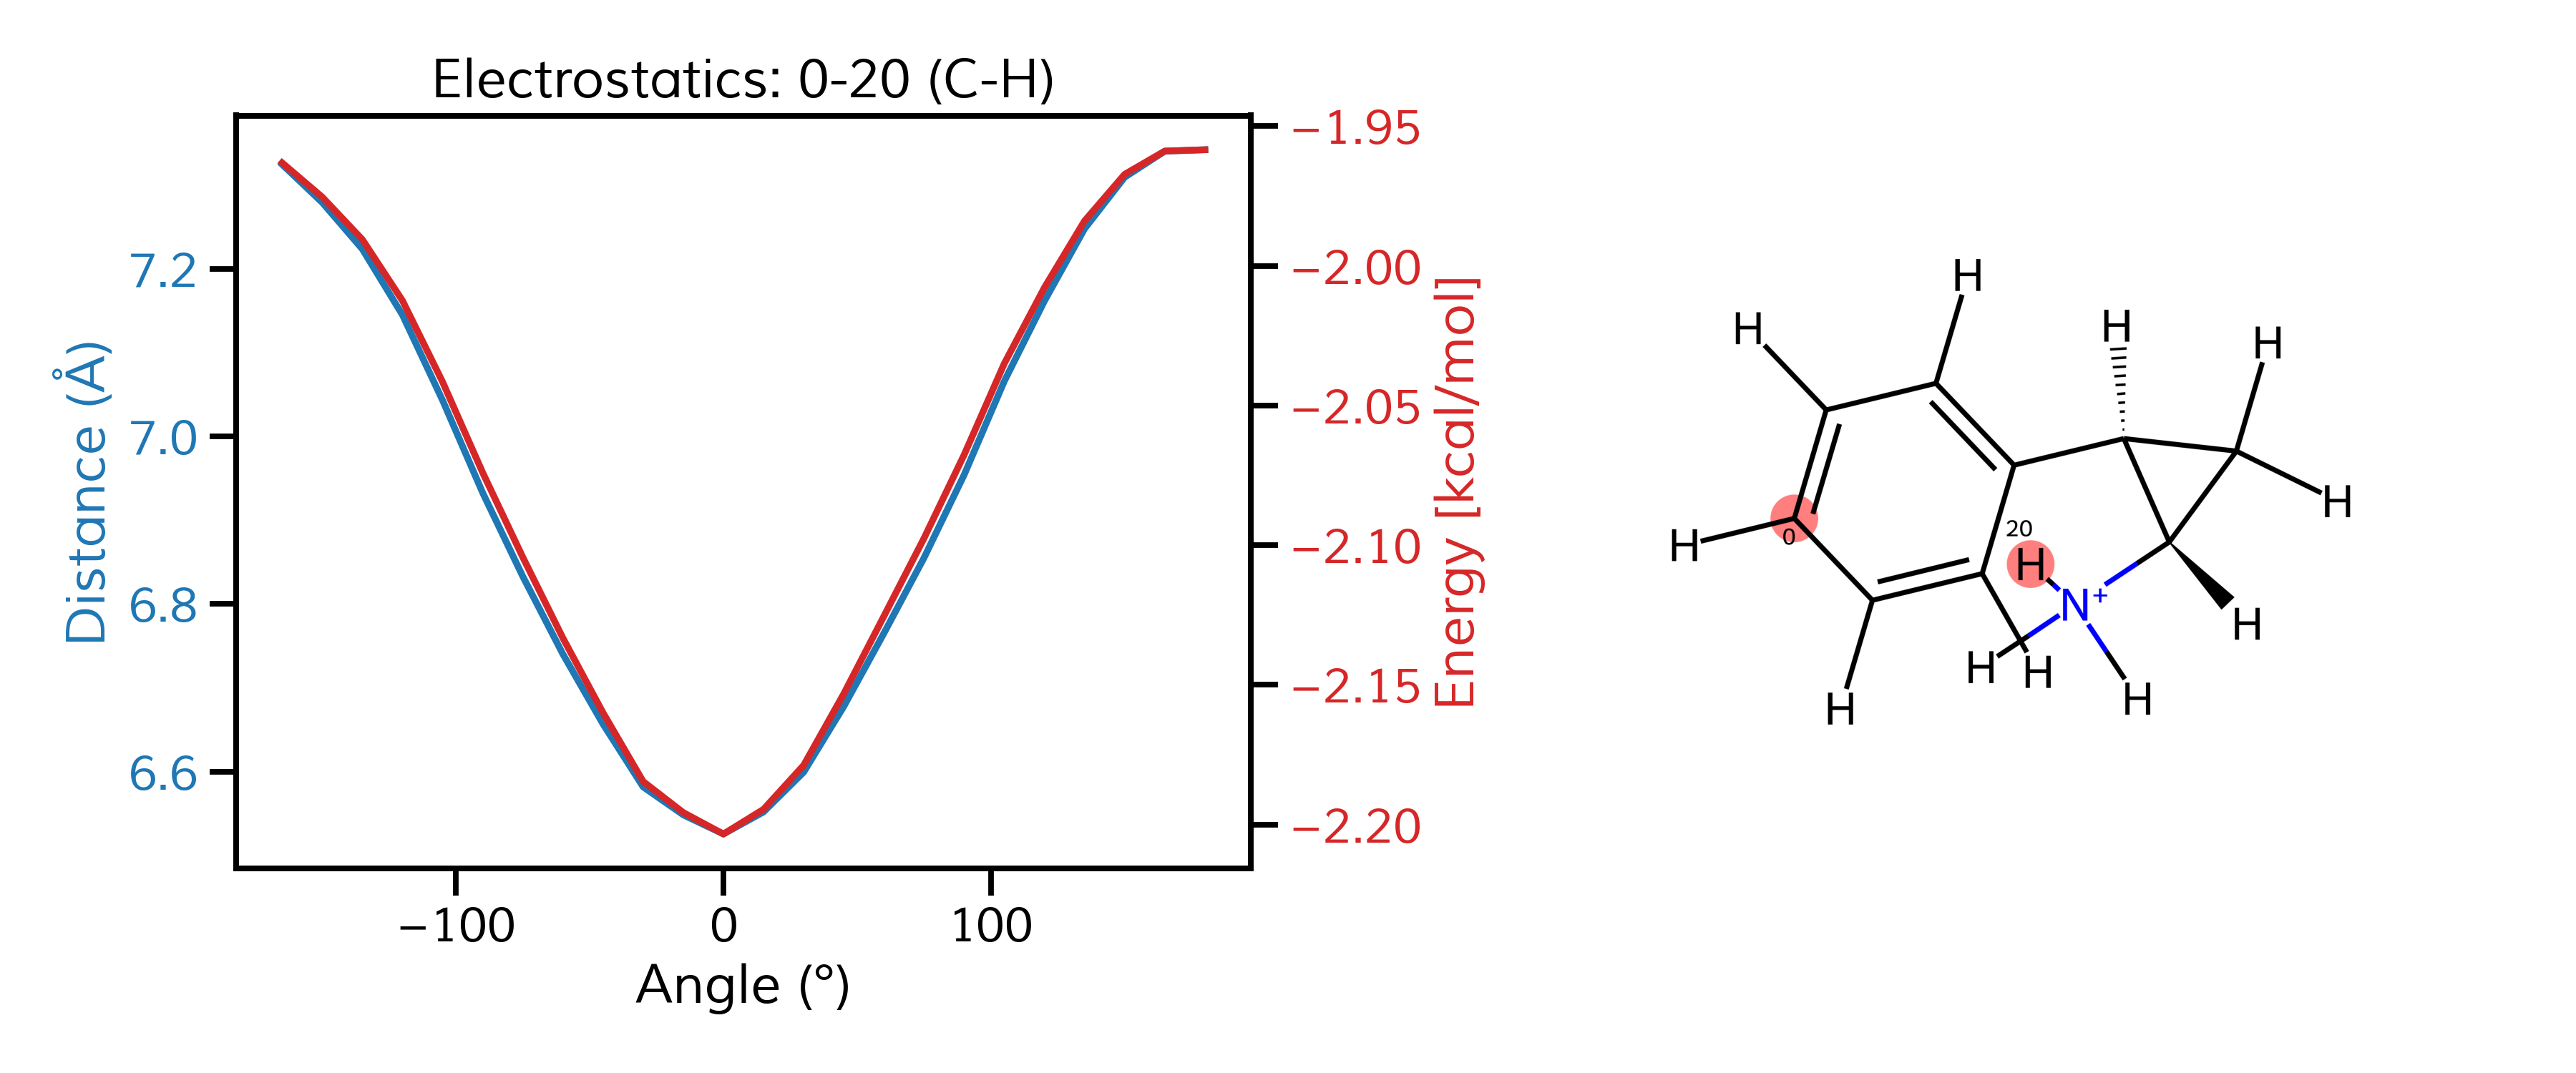 Electrostatics: 0-20 (C-H)
Distance (Å)
7.2
7.0
6.8
6.6
−100
0
100
Angle (°)
−1.95
−2.00
−2.05
−2.10
−2.15
−2.20
Energy [kcal/mol]
H
H
H
H
H
H
0
20
H
N⁺
H
H
H
H
H